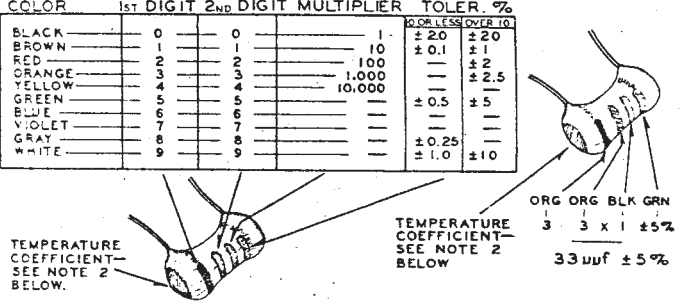 COLOR 1ST DIGIT 2ND DIGIT MULTIPLIER TOLER. %
10 OR LESS OVER 10
BLACK 0 0 1 ±2.0 ±20
BROWN 1 1 10 ±0.1 ±1
RED 2 2 100 — ±2
ORANGE 3 3 1,000 — ±2.5
YELLOW 4 4 10,000 — —
GREEN 5 5 — ±0.5 ±5
BLUE 6 6 — — —
VIOLET 7 7 — — —
GRAY 8 8 — ±0.25 —
WHITE 9 9 — ±1.0 ±10
TEMPERATURE
COEFFICIENT—
SEE NOTE 2
BELOW.
TEMPERATURE
COEFFICIENT—
SEE NOTE 2
BELOW
ORG ORG BLK GRN
3 3 x 1 ±5%
33 µµf ±5%